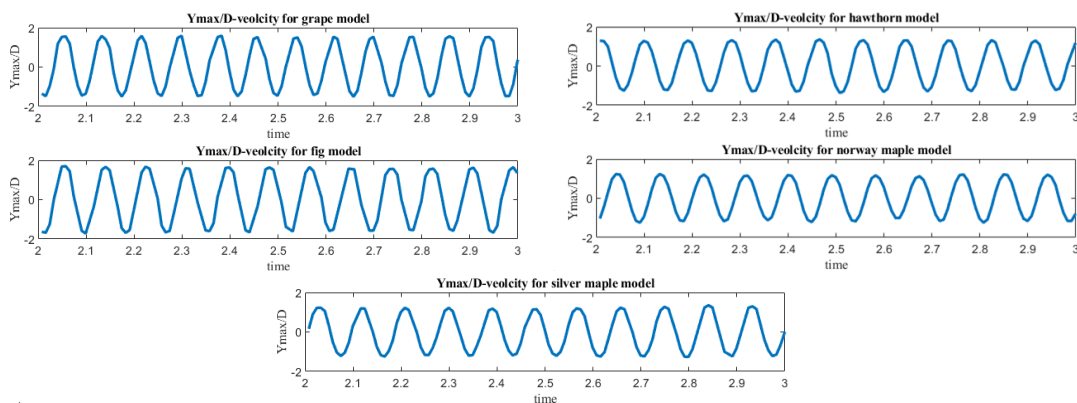 Ymax/D-veolcity for grape model
2
0
-2
Ymax/D
2 2.1 2.2 2.3 2.4 2.5 2.6 2.7 2.8 2.9 3
time
Ymax/D-veolcity for hawthorn model
2
0
-2
Ymax/D
2 2.1 2.2 2.3 2.4 2.5 2.6 2.7 2.8 2.9 3
time
Ymax/D-veolcity for fig model
2
0
-2
Ymax/D
2 2.1 2.2 2.3 2.4 2.5 2.6 2.7 2.8 2.9 3
time
Ymax/D-veolcity for norway maple model
2
0
-2
Ymax/D
2 2.1 2.2 2.3 2.4 2.5 2.6 2.7 2.8 2.9 3
time
Ymax/D-veolcity for silver maple model
2
0
-2
Ymax/D
2 2.1 2.2 2.3 2.4 2.5 2.6 2.7 2.8 2.9 3
time